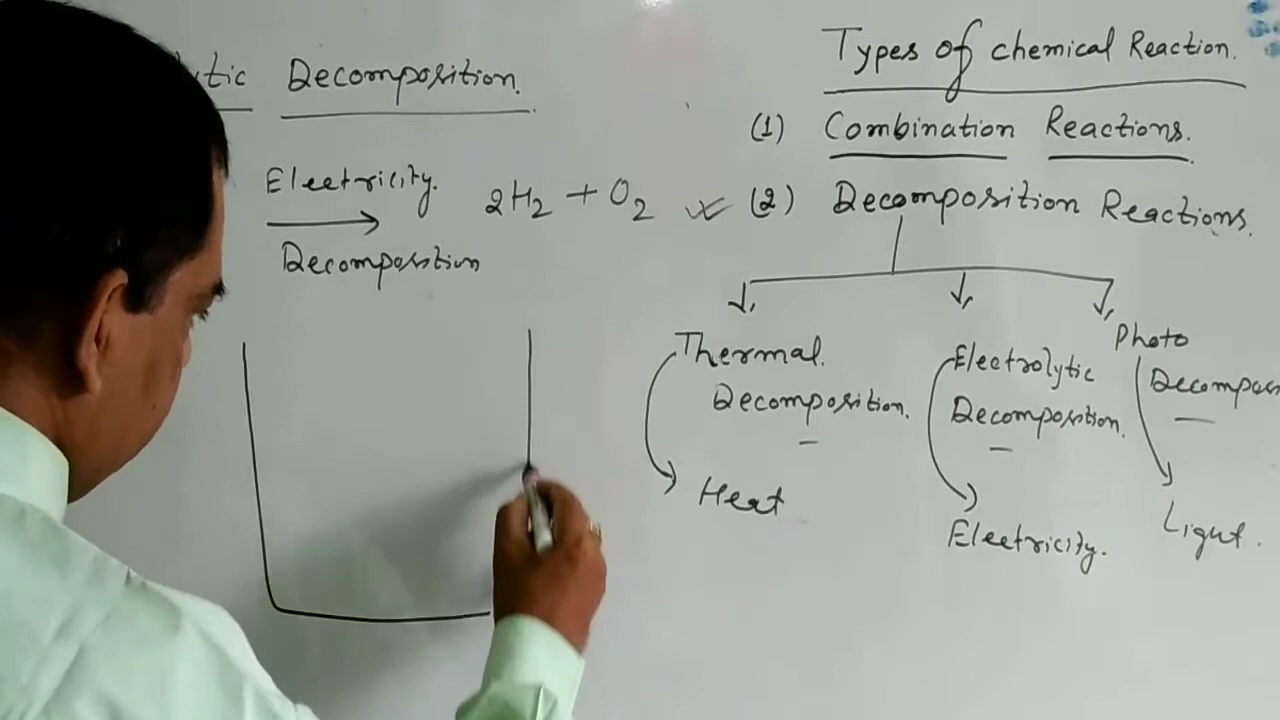 Decomposition.
Electricity.
2H₂ + O₂
Decomposition
Types of chemical Reaction.
(1) Combination Reactions.
(2) Decomposition Reactions.
Thermal.
Decomposition.
Heat
Electrolytic
Decomposition.
Electricity.
Photo
Light.